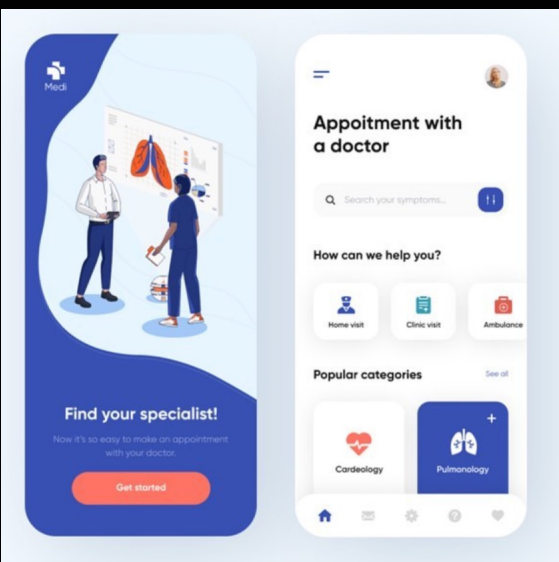 Medi
Find your specialist!
Now it's so easy to make an appointment
with your doctor.
Get started
Appoitment with
a doctor
Search your symptoms...
How can we help you?
Home visit
Clinic visit
Ambulance
Popular categories
See all
Cardeology
Pulmonology